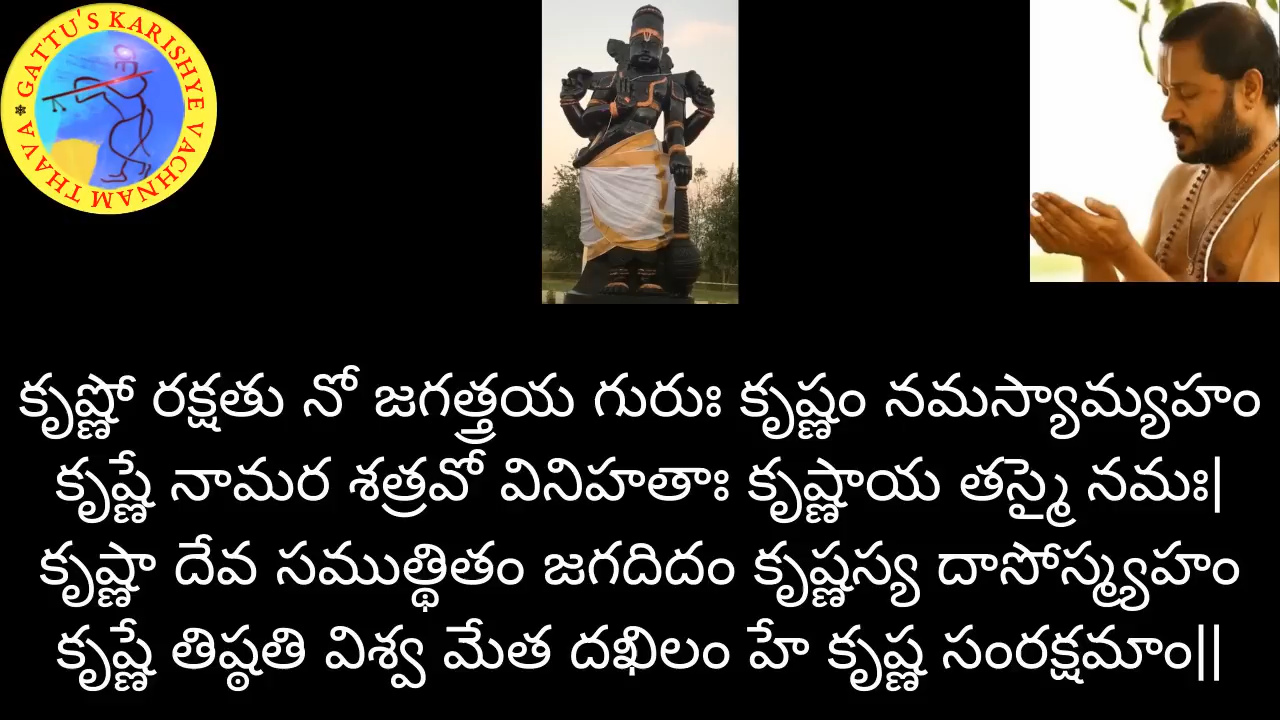 GATTU'S KARISHYE VACHNAM THAVA
కృష్ణో రక్షతు నో జగత్త్రయ గురుః కృష్ణం నమస్యామ్యహం
కృష్ణే నామర శత్రవో వినిహతాః కృష్ణాయ తస్మై నమః|
కృష్ణా దేవ సముత్థితం జగదిదం కృష్ణస్య దాసోస్మ్యహం
కృష్ణే తిష్ఠతి విశ్వ మేత దఖిలం హే కృష్ణ సంరక్షమాం||